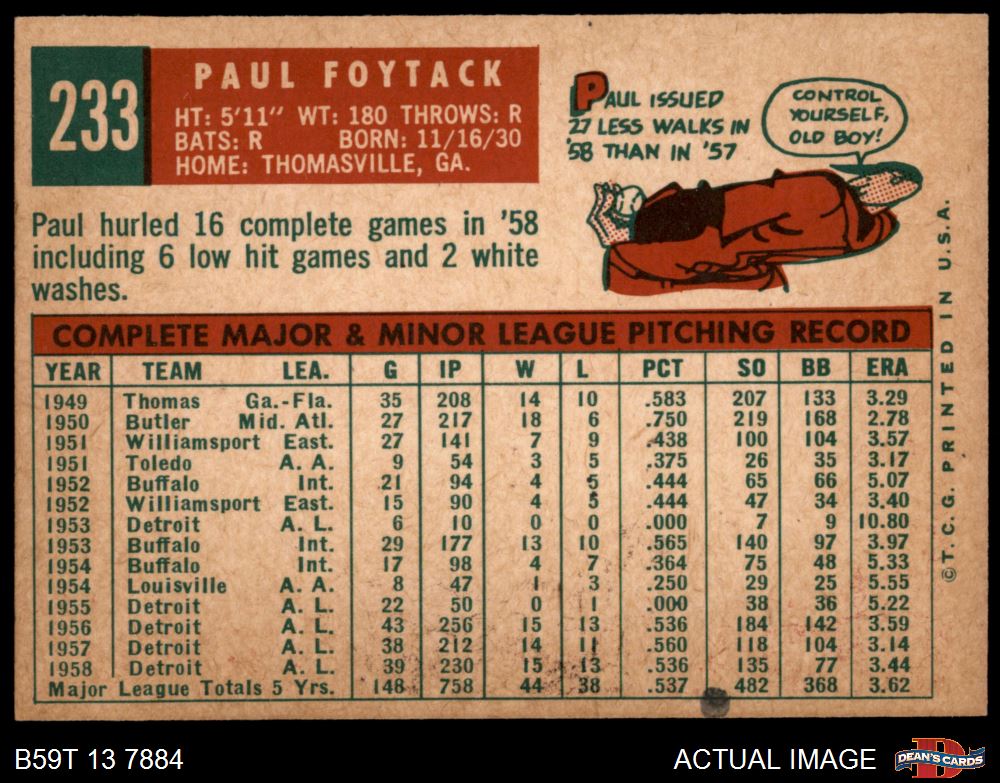 233
PAUL FOYTACK
HT: 5'11" WT: 180 THROWS: R
BATS: R BORN: 11/16/30
HOME: THOMASVILLE, GA.
PAUL ISSUED
27 LESS WALKS IN
'58 THAN IN '57
CONTROL
YOURSELF,
OLD BOY!
Paul hurled 16 complete games in '58
including 6 low hit games and 2 white
washes.
COMPLETE MAJOR & MINOR LEAGUE PITCHING RECORD
YEAR TEAM LEA. G IP W L PCT SO BB ERA
1949 Thomas Ga.-Fla. 35 208 14 10 .583 207 133 3.29
1950 Butler Mid. Atl. 27 217 18 6 .750 219 168 2.78
1951 Williamsport East. 27 141 7 9 .438 100 104 3.57
1951 Toledo A. A. 9 54 3 5 .375 26 35 3.17
1952 Buffalo Int. 21 94 4 5 .444 65 66 5.07
1952 Williamsport East. 15 90 4 5 .444 47 34 3.40
1953 Detroit A. L. 6 10 0 0 .000 7 9 10.80
1953 Buffalo Int. 29 177 13 10 .565 140 97 3.97
1954 Buffalo Int. 17 98 4 7 .364 75 48 5.33
1954 Louisville A. A. 8 47 1 3 .250 29 25 5.55
1955 Detroit A. L. 22 50 0 1 .000 38 36 5.22
1956 Detroit A. L. 43 256 15 13 .536 184 142 3.59
1957 Detroit A. L. 38 212 14 11 .560 118 104 3.14
1958 Detroit A. L. 39 230 15 13 .536 135 77 3.44
Major League Totals 5 Yrs. 148 758 44 38 .537 482 368 3.62
© T. C. G. PRINTED IN U.S.A.
B59T 13 7884
ACTUAL IMAGE
D
DEAN'S CARDS